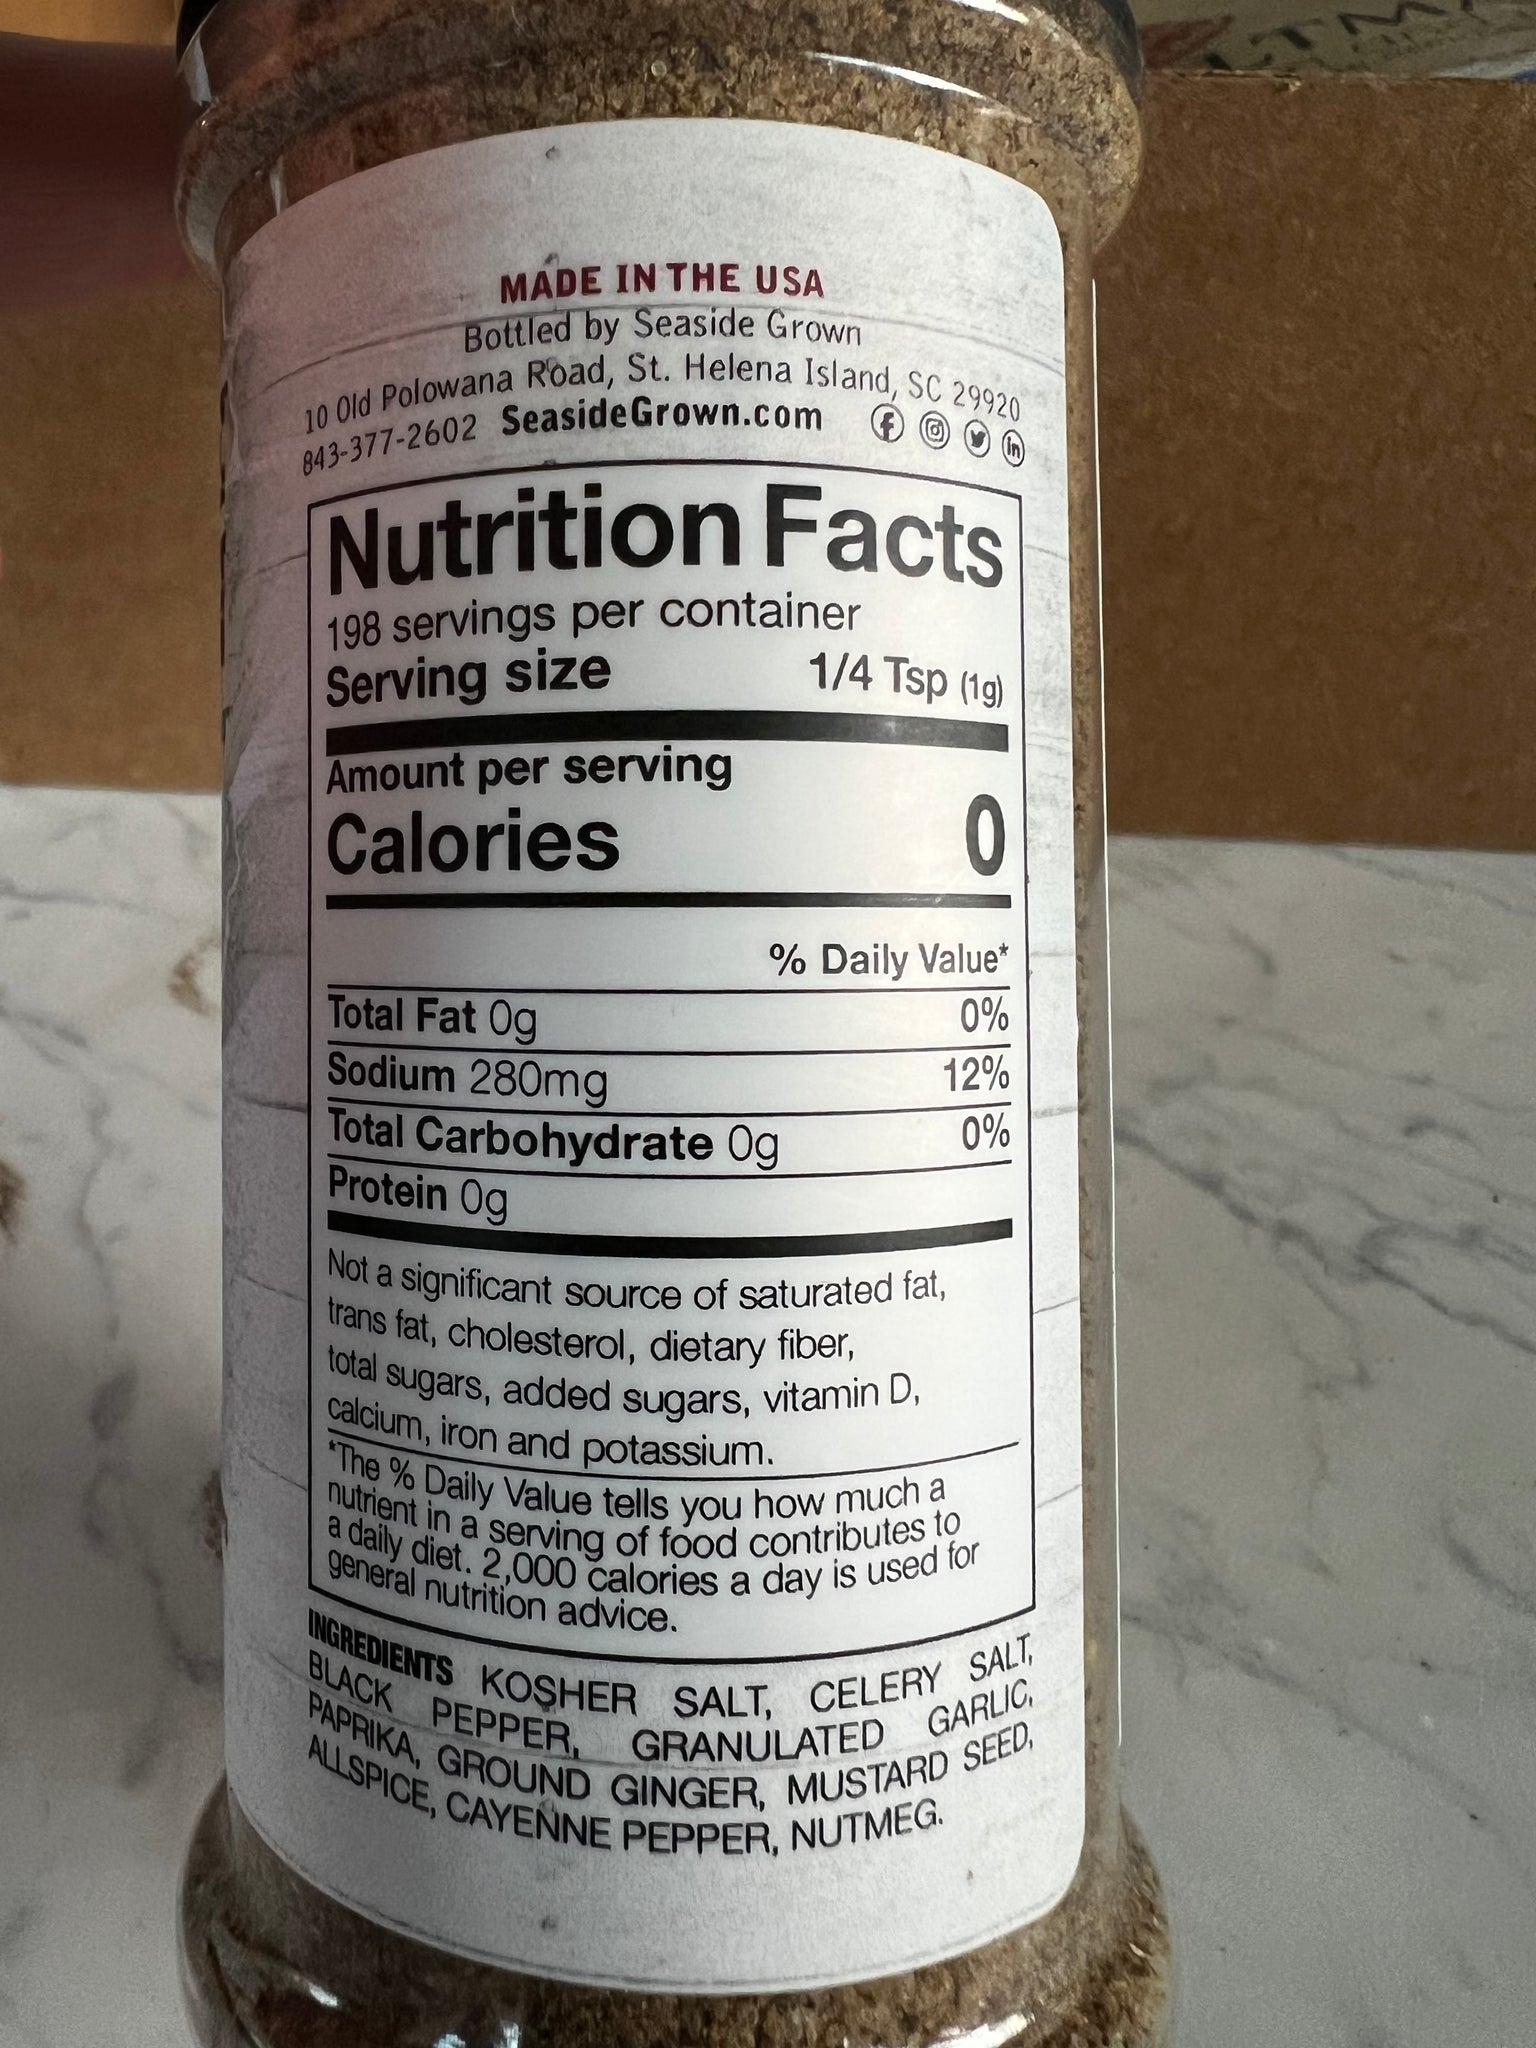 MADE IN THE USA
Bottled by Seaside Grown
10 Old Polowana Road, St. Helena Island, SC 29920
843-377-2602 SeasideGrown.com
Nutrition Facts
198 servings per container
Serving size 1/4 Tsp (1g)
Amount per serving
Calories 0
% Daily Value*
Total Fat 0g 0%
Sodium 280mg 12%
Total Carbohydrate 0g 0%
Protein 0g
Not a significant source of saturated fat,
trans fat, cholesterol, dietary fiber,
total sugars, added sugars, vitamin D,
calcium, iron and potassium.
*The % Daily Value tells you how much a
nutrient in a serving of food contributes to
a daily diet. 2,000 calories a day is used for
general nutrition advice.
INGREDIENTS KOSHER SALT, CELERY SALT,
BLACK PEPPER, GRANULATED GARLIC,
PAPRIKA, GROUND GINGER, MUSTARD SEED,
ALLSPICE, CAYENNE PEPPER, NUTMEG.